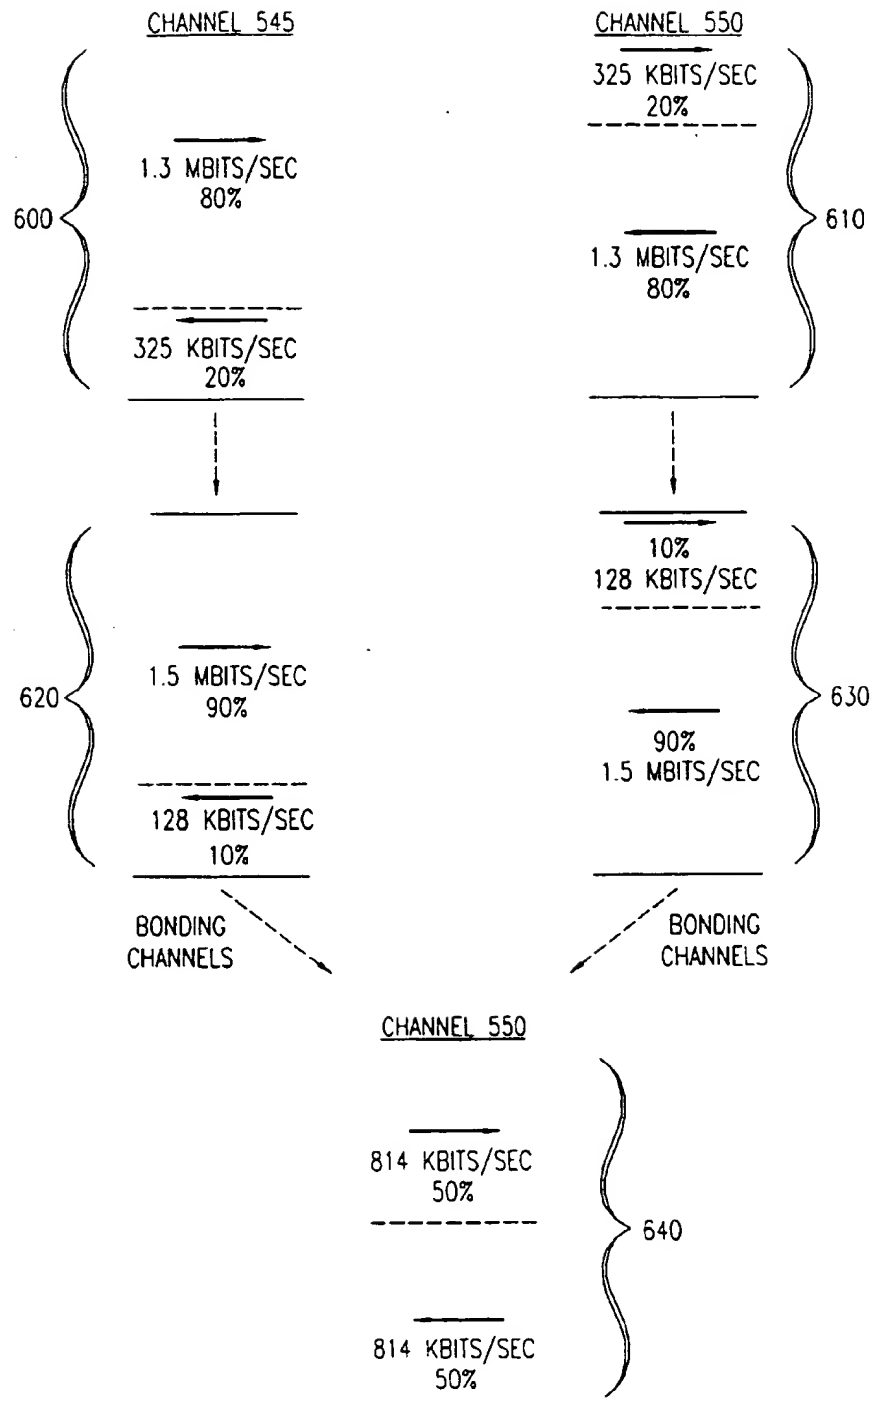 CHANNEL 545
1.3 MBITS/SEC
80%
600
325 KBITS/SEC
20%
CHANNEL 550
325 KBITS/SEC
20%
1.3 MBITS/SEC
80%
610
620
1.5 MBITS/SEC
90%
128 KBITS/SEC
10%
10%
128 KBITS/SEC
90%
1.5 MBITS/SEC
630
BONDING
CHANNELS
BONDING
CHANNELS
CHANNEL 550
814 KBITS/SEC
50%
640
814 KBITS/SEC
50%